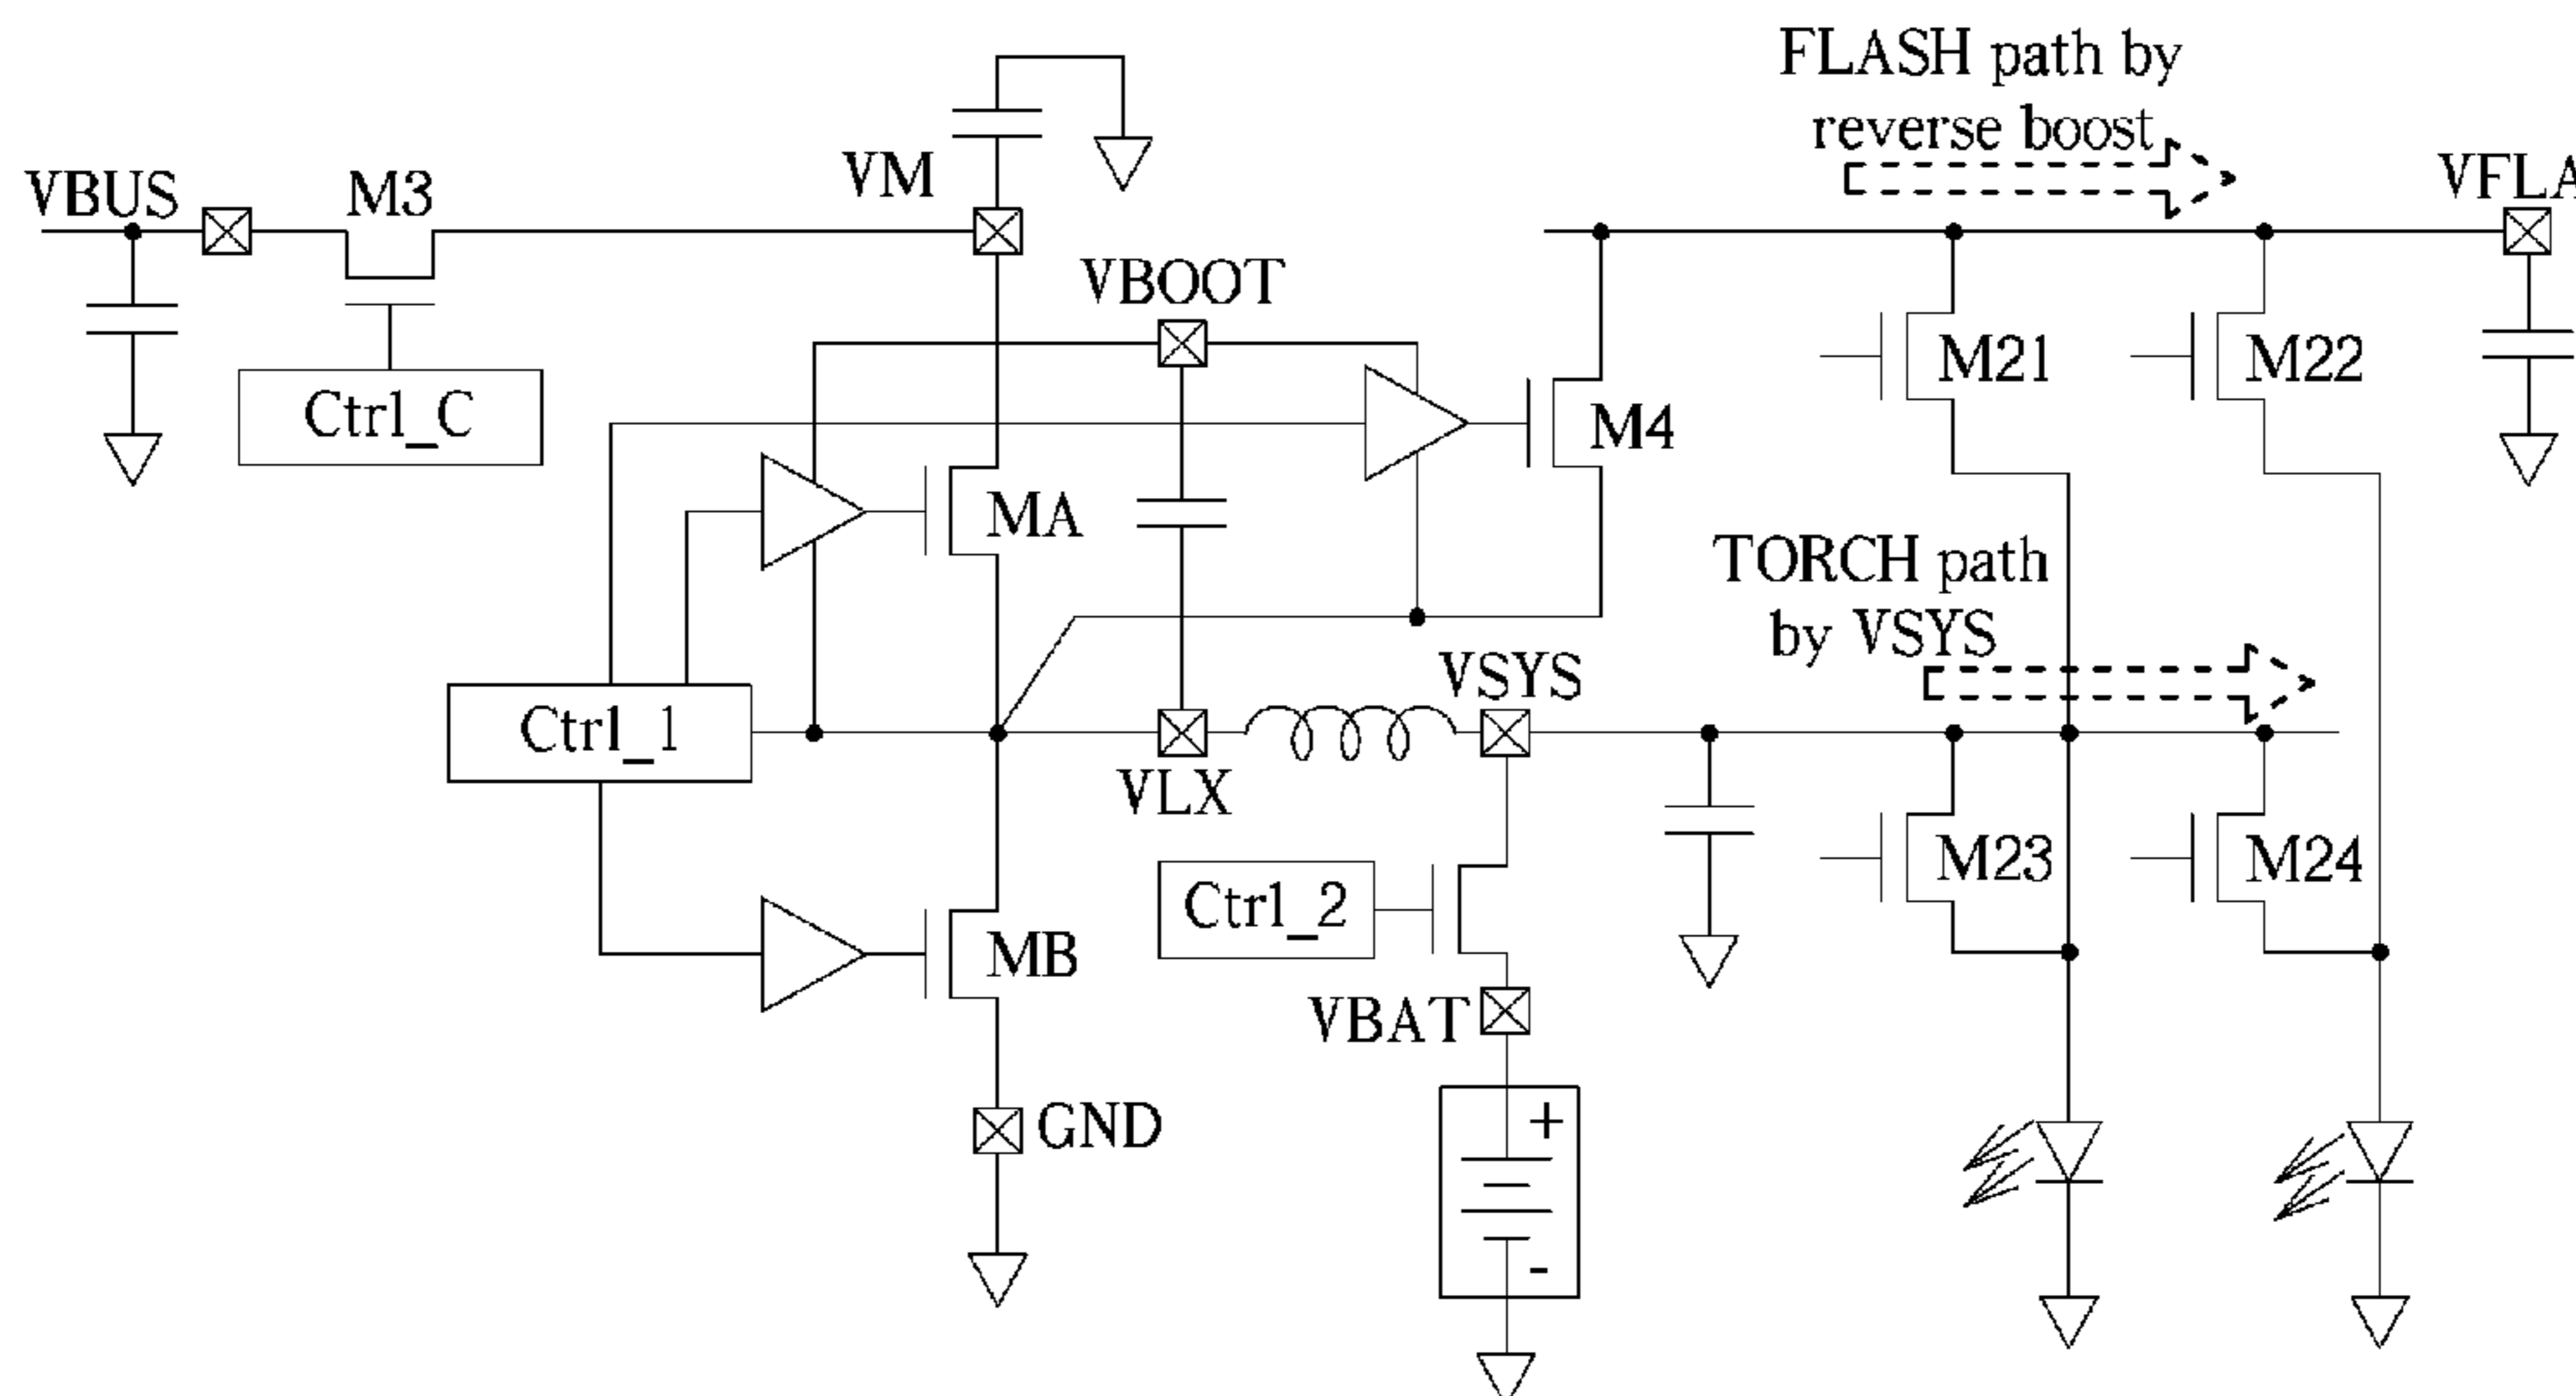 FLASH path by
reverse boost
VBUS
M3
VM
VFLA
VBOOT
Ctrl_C
M21
M22
M4
MA
TORCH path
by VSYS
VSYS
Ctrl_1
VLX
M23
M24
Ctrl_2
MB
VBAT
GND
+
-